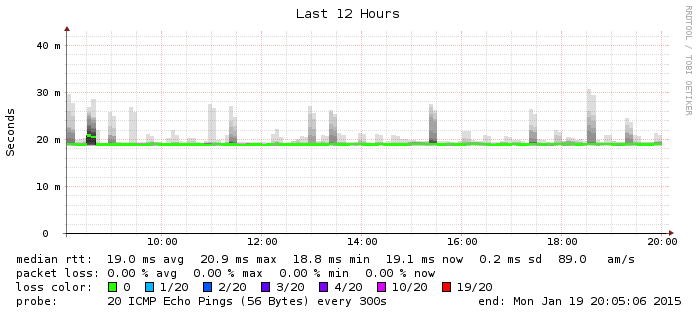 Last 12 Hours
RRDTOOL / TOBI OETIKER
Seconds
40 m
30 m
20 m
10 m
0
10:00 12:00 14:00 16:00 18:00 20:00
median rtt: 19.0 ms avg 20.9 ms max 18.8 ms min 19.1 ms now 0.2 ms sd 89.0 am/s
packet loss: 0.00 % avg 0.00 % max 0.00 % min 0.00 % now
loss color: 0 1/20 2/20 3/20 4/20 10/20 19/20
probe: 20 ICMP Echo Pings (56 Bytes) every 300s end: Mon Jan 19 20:05:06 2015